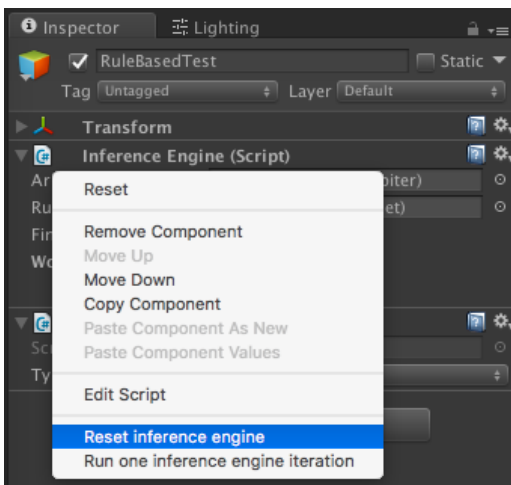 Inspector Lighting
RuleBasedTest Static
Tag Untagged Layer Default
Transform
Inference Engine (Script)
Reset
Remove Component
Move Up
Move Down
Copy Component
Paste Component As New
Paste Component Values
Edit Script
Reset inference engine
Run one inference engine iteration